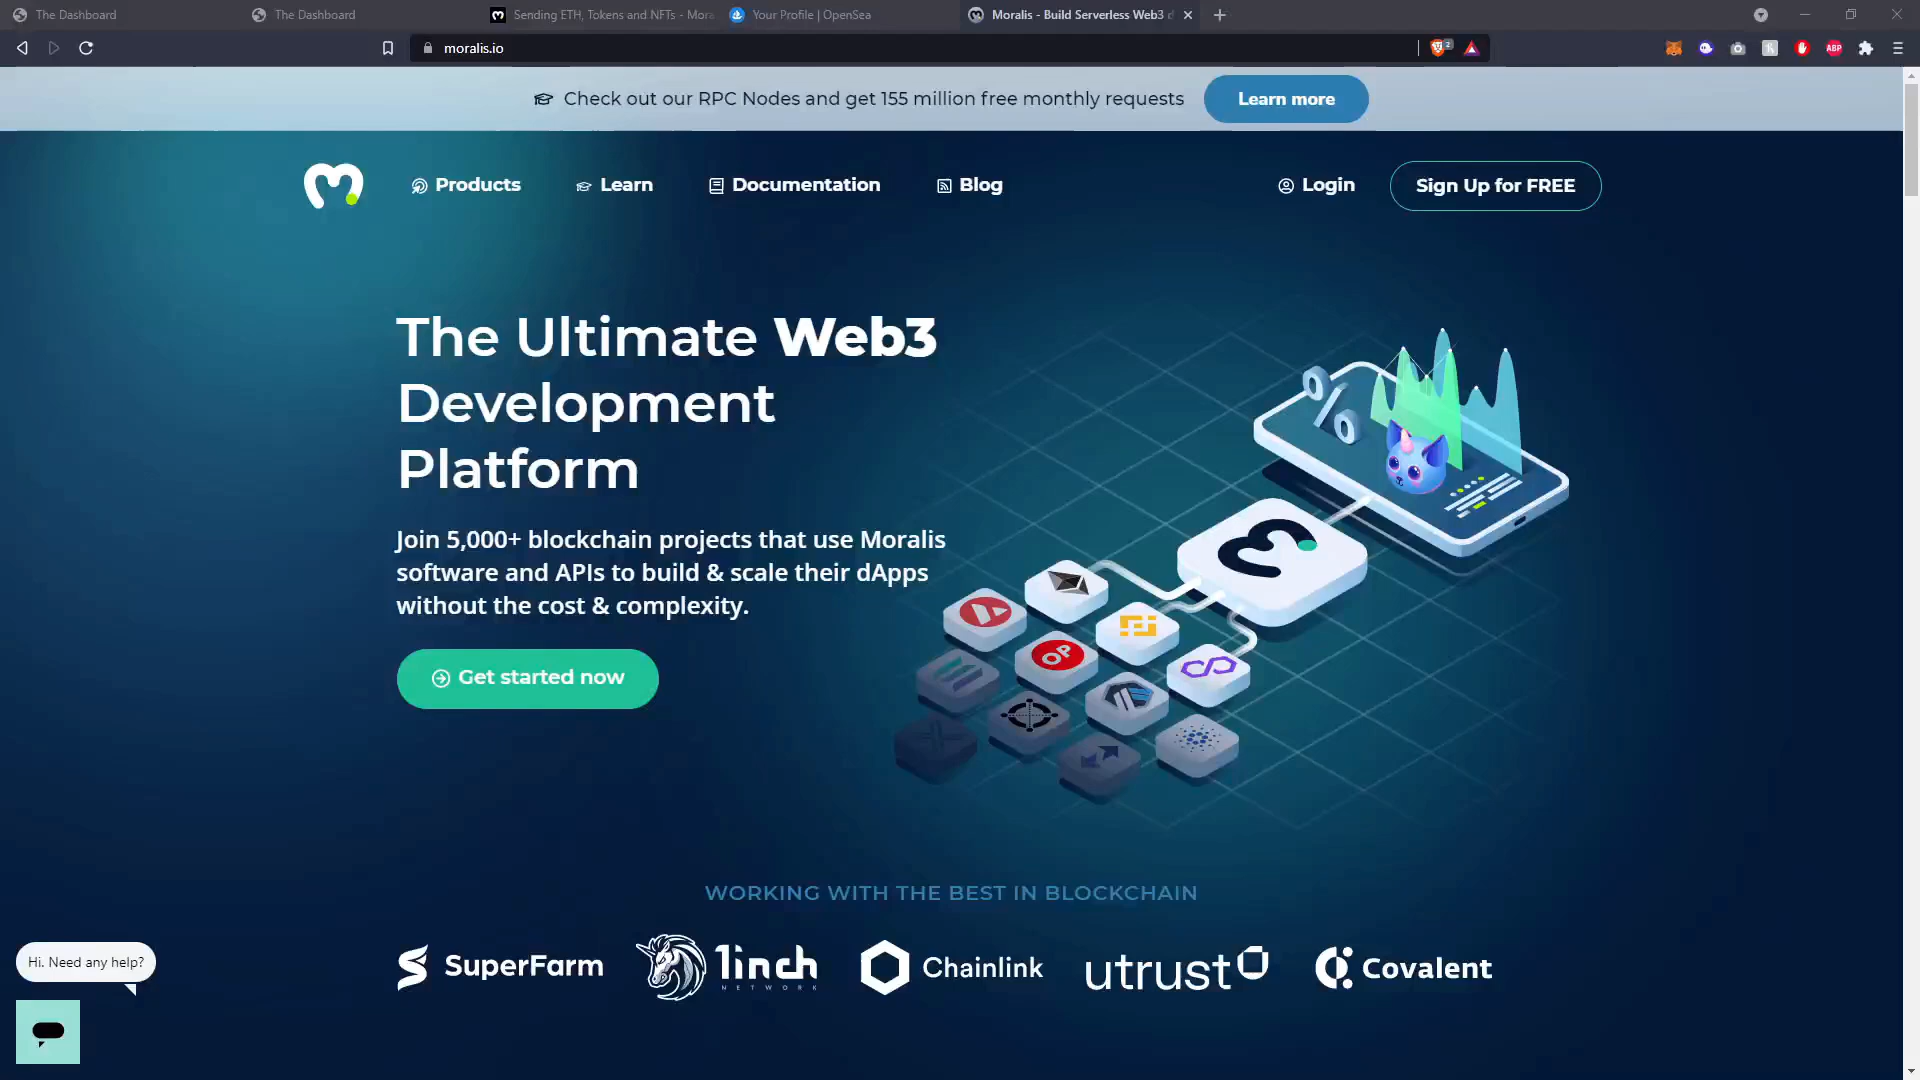 The Dashboard
The Dashboard
Sending ETH, Tokens and NFTs - Mora
Your Profile | OpenSea
Moralis - Build Serverless Web3 d
moralis.io
2
ABP
Check out our RPC Nodes and get 155 million free monthly requests
Learn more
Products
Learn
Documentation
Blog
Login
Sign Up for FREE
The Ultimate Web3
Development
Platform
Join 5,000+ blockchain projects that use Moralis
software and APIs to build & scale their dApps
without the cost & complexity.
Get started now
%
OP
WORKING WITH THE BEST IN BLOCKCHAIN
SuperFarm
1inch
NETWORK
Chainlink
utrust
Covalent
Hi. Need any help?